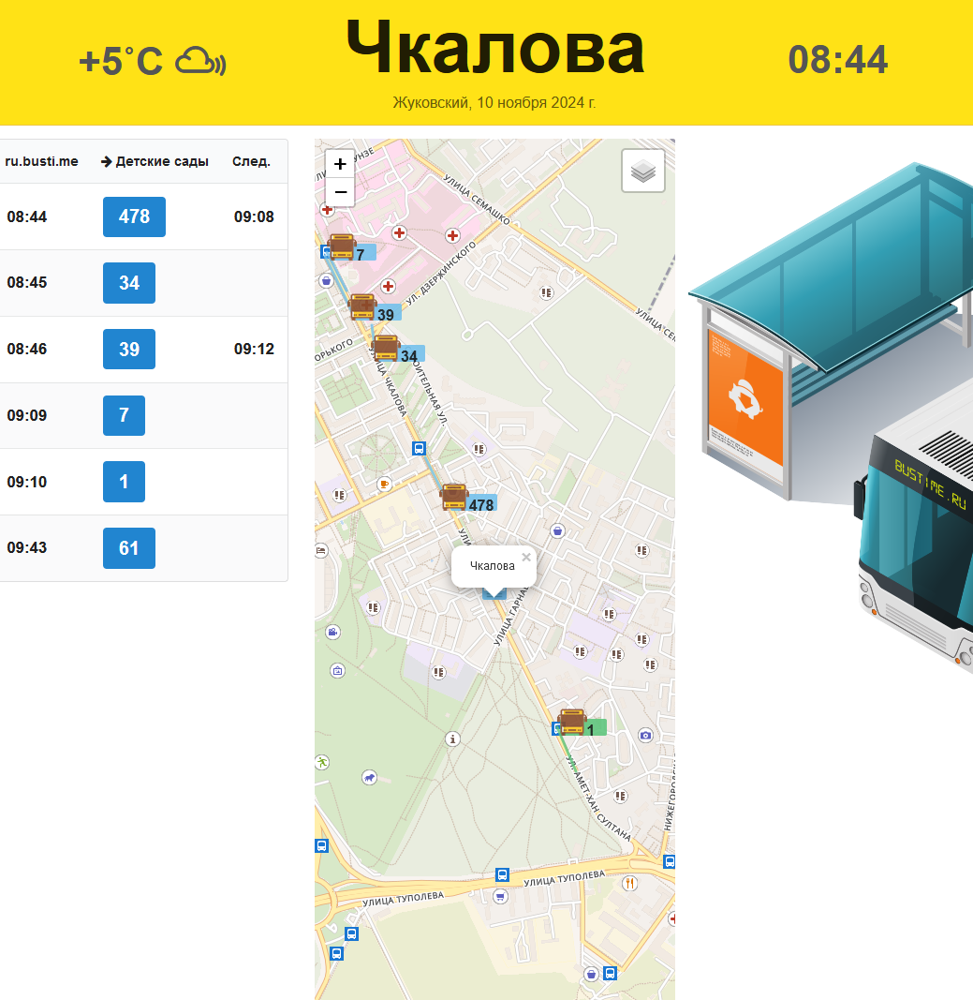 +5°C
Чкалова
08:44
Жуковский, 10 ноября 2024 г.
ru.busti.me
Детские сады
След.
08:44 478 09:08
08:45 34
08:46 39 09:12
09:09 7
09:10 1
09:43 61
+
−
УЛИЦА СЕМАШКО
УЛ. ДЗЕРЖИНСКОГО
7
39
34
ОРЬКОГО
УЛИЦА ЧКАЛОВА
ОИТЕЛЬНАЯ УЛ.
УЛИЦА СЕМ
478
Чкалова
УЛИЦА ГАРНА
1
УЛ. АМЕТ-ХАН СУЛТАНА
НИЖЕГОРОДСКАЯ
УЛИЦА ТУПОЛЕВА
УЛИЦА ТУПОЛЕВА
BUSTIME.RU